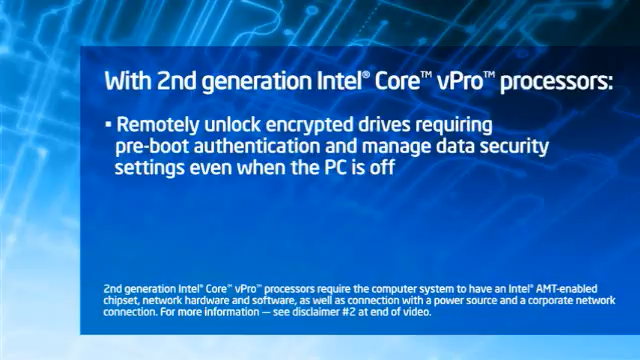 With 2nd generation Intel® Core™ vPro™ processors:
▪ Remotely unlock encrypted drives requiring
pre-boot authentication and manage data security
settings even when the PC is off
2nd generation Intel® Core™ vPro™ processors require the computer system to have an Intel® AMT-enabled
chipset, network hardware and software, as well as connection with a power source and a corporate network
connection. For more information — see disclaimer #2 at end of video.